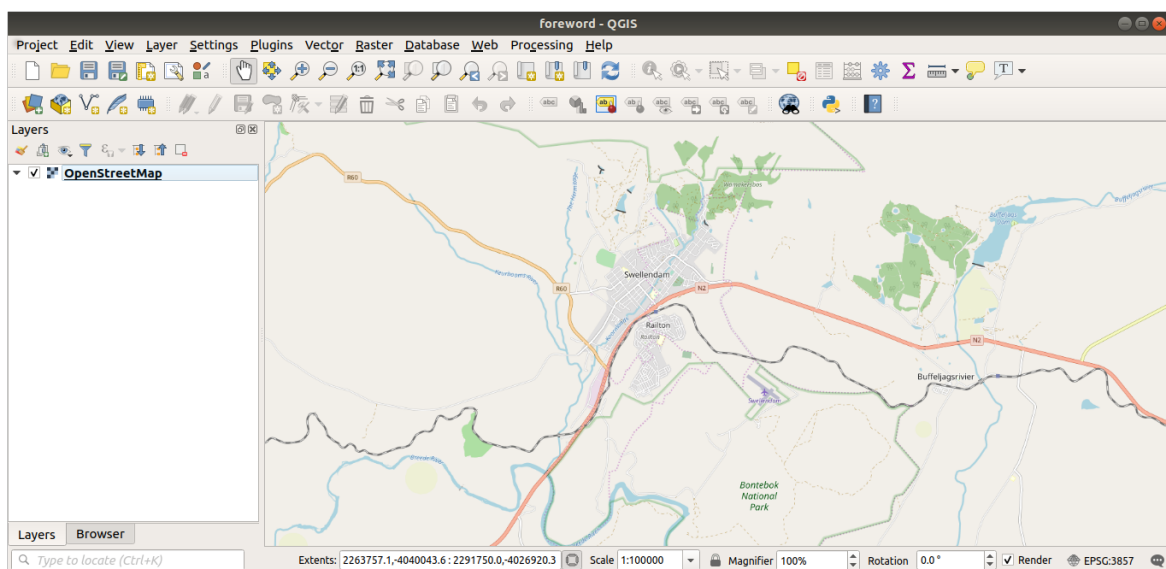 foreword - QGIS
Project Edit View Layer Settings Plugins Vector Raster Database Web Processing Help
Layers
OpenStreetMap
R60
Swellendam
R60
N2
Railton
Railton
N2
Buffeljagsrivier
Bontebok
National
Park
Layers Browser
Type to locate (Ctrl+K)
Extents: 2263757.1,-4040043.6 : 2291750.0,-4026920.3 Scale 1:100000 Magnifier 100% Rotation 0.0 ° Render EPSG:3857